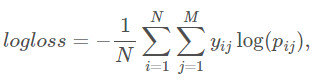 logloss = -\frac{1}{N} \sum_{i=1}^{N} \sum_{j=1}^{M} y_{ij} \log(p_{ij}),